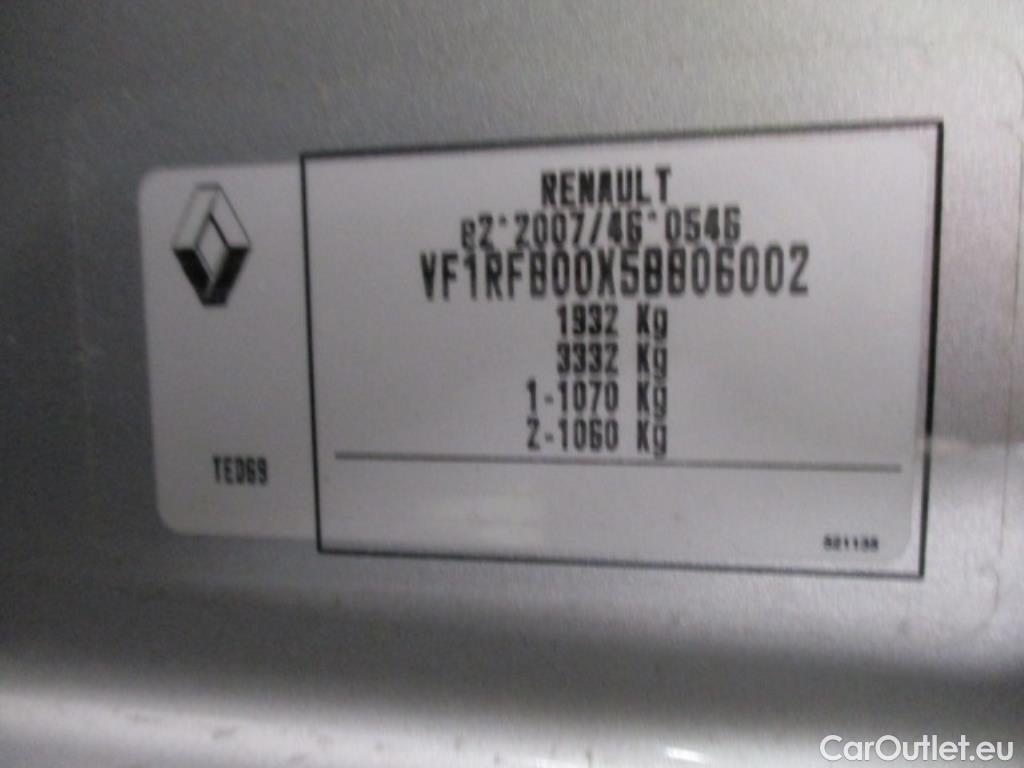 RENAULT
e2*2007/46*0546
VF1RFB00X58806002
1932 Kg
3332 Kg
1-1070 Kg
2-1060 Kg
TED69
CarOutlet.eu